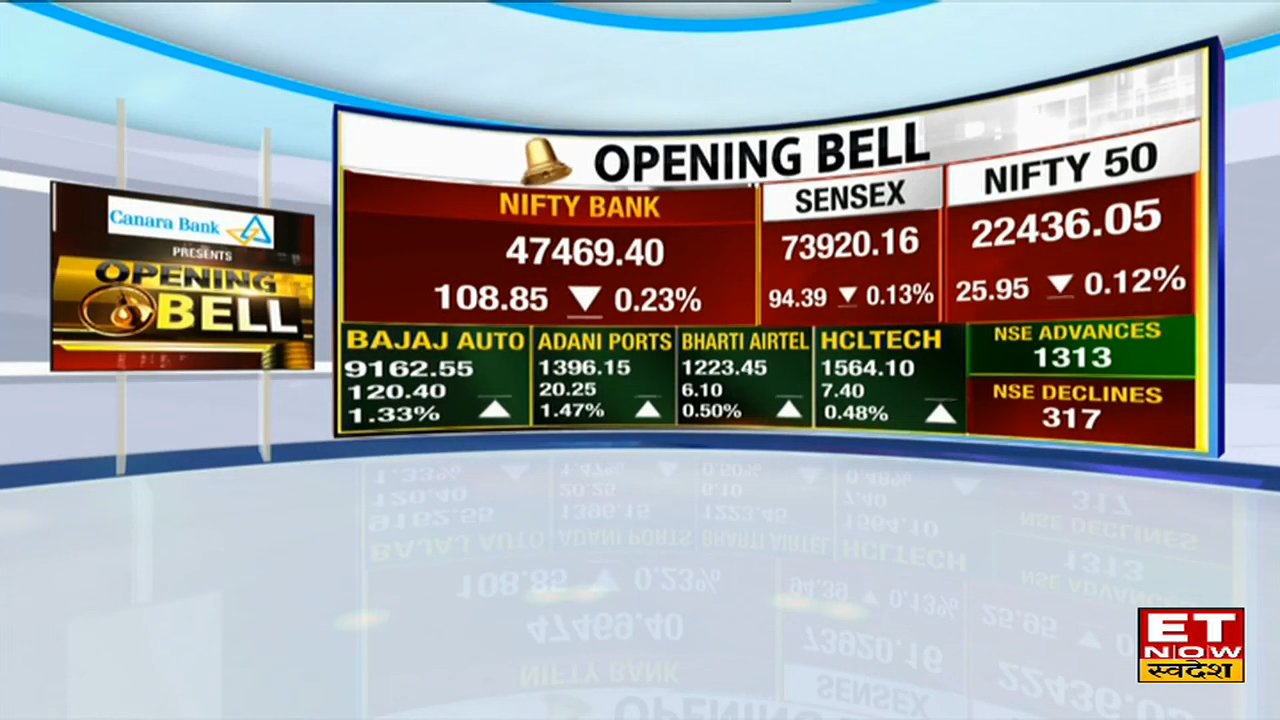 Canara Bank
PRESENTS
OPENING
BELL
OPENING BELL
NIFTY BANK
47469.40
108.85 ▼ 0.23%
SENSEX
73920.16
94.39 ▼ 0.13%
NIFTY 50
22436.05
25.95 ▼ 0.12%
BAJAJ AUTO
9162.55
120.40
1.33% ▲
ADANI PORTS
1396.15
20.25
1.47% ▲
BHARTI AIRTEL
1223.45
6.10
0.50% ▲
HCLTECH
1564.10
7.40
0.48% ▲
NSE ADVANCES
1313
NSE DECLINES
317
ET
NOW
स्वदेश